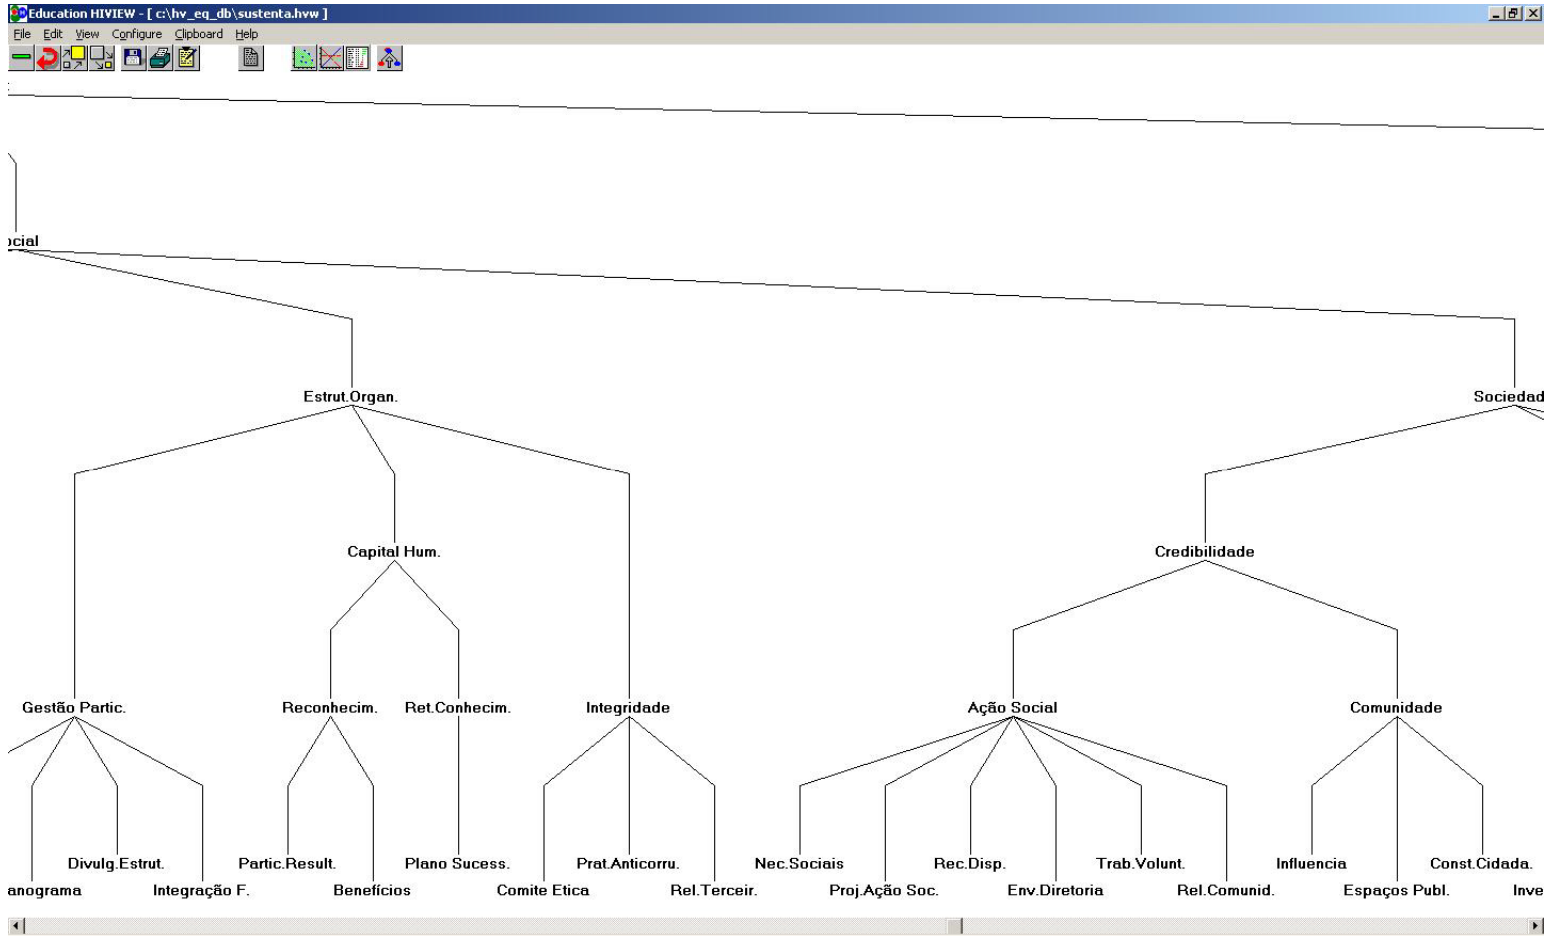 Education HIVIEW - [ c:\hv_eq_db\sustenta.hvw ]
File Edit View Configure Clipboard Help
ocial
Estrut.Organ.
Sociedad
Capital Hum.
Credibilidade
Gestão Partic.
Reconhecim.
Ret.Conhecim.
Integridade
Ação Social
Comunidade
Divulg.Estrut.
Partic.Result.
Plano Sucess.
Prat.Anticorru.
Nec.Sociais
Rec.Disp.
Trab.Volunt.
Influencia
Const.Cidada.
anograma
Integração F.
Benefícios
Comite Etica
Rel.Terceir.
Proj.Ação Soc.
Env.Diretoria
Rel.Comunid.
Espaços Publ.
Inve